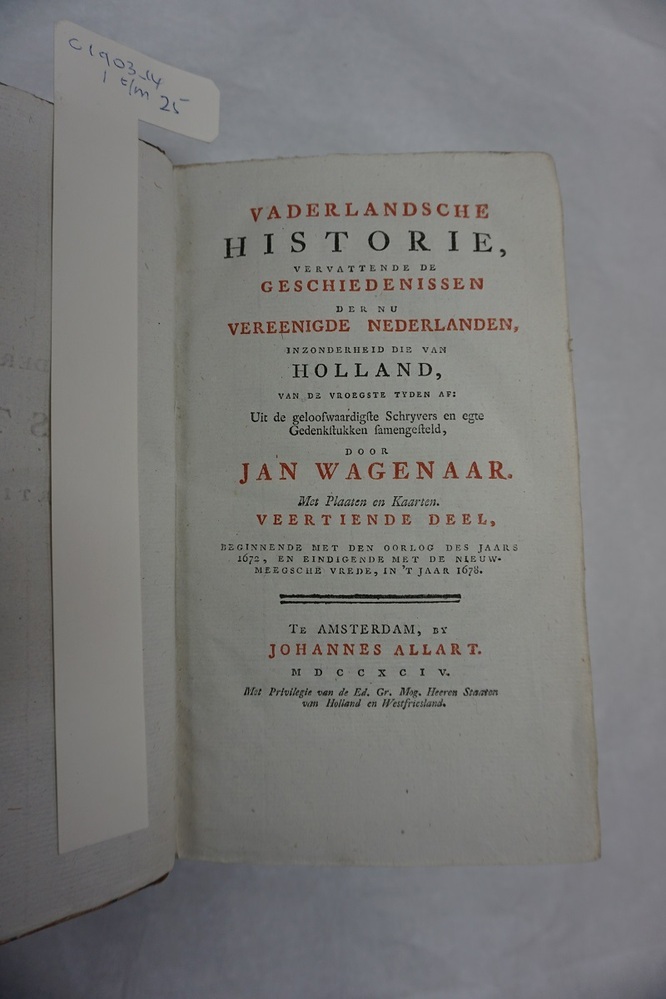 C1903-14
1 t/m 25
VADERLANDSCHE
HISTORIE,
VERVATTENDE DE
GESCHIEDENISSEN
DER NU
VEREENIGDE NEDERLANDEN,
INZONDERHEID DIE VAN
HOLLAND,
VAN DE VROEGSTE TYDEN AF:
Uit de geloofwaardigſte Schryvers en egte
Gedenkſtukken ſamengeſteld,
DOOR
JAN WAGENAAR.
Met Plaaten en Kaarten.
VEERTIENDE DEEL,
BEGINNENDE MET DEN OORLOG DES JAARS
1672, EN EINDIGENDE MET DE NIEUW-
MEEGSCHE VREDE, IN 'T JAAR 1678.
TE AMSTERDAM, BY
JOHANNES ALLART.
MDCCXCIV.
Met Privilegie van de Ed. Gr. Mog. Heeren Staaten
van Holland en Westfriesland.